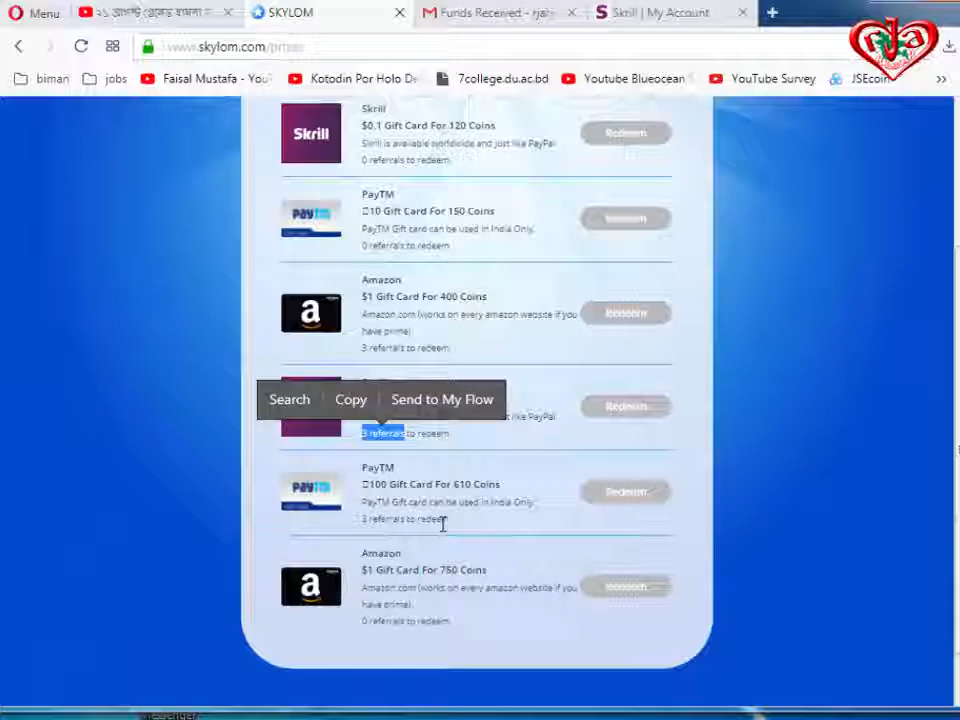 Menu
SKYLOM
Funds Received - rjah
Skrill | My Account
www.skylom.com/prizes
biman
jobs
Faisal Mustafa - You
Kotodin Por Holo De
7college.du.ac.bd
Youtube Blueocean
YouTube Survey
JSEcoin
rja
Skrill
Skrill
$0.1 Gift Card For 120 Coins
Skrill is available worldwide and just like PayPal
0 referrals to redeem
Redeem
PayTM
PayTM
10 Gift Card For 150 Coins
PayTM Gift card can be used in India Only.
0 referrals to redeem
Redeem
Amazon
$1 Gift Card For 400 Coins
Amazon.com (works on every amazon website if you
have prime)
3 referrals to redeem
Redeem
Search
Copy
Send to My Flow
st like PayPal
3 referrals to redeem
Redeem
PayTM
PayTM
100 Gift Card For 610 Coins
PayTM Gift card can be used in India Only.
3 referrals to redeem
Redeem
Amazon
$1 Gift Card For 750 Coins
Amazon.com (works on every amazon website if you
have prime).
0 referrals to redeem
Redeem